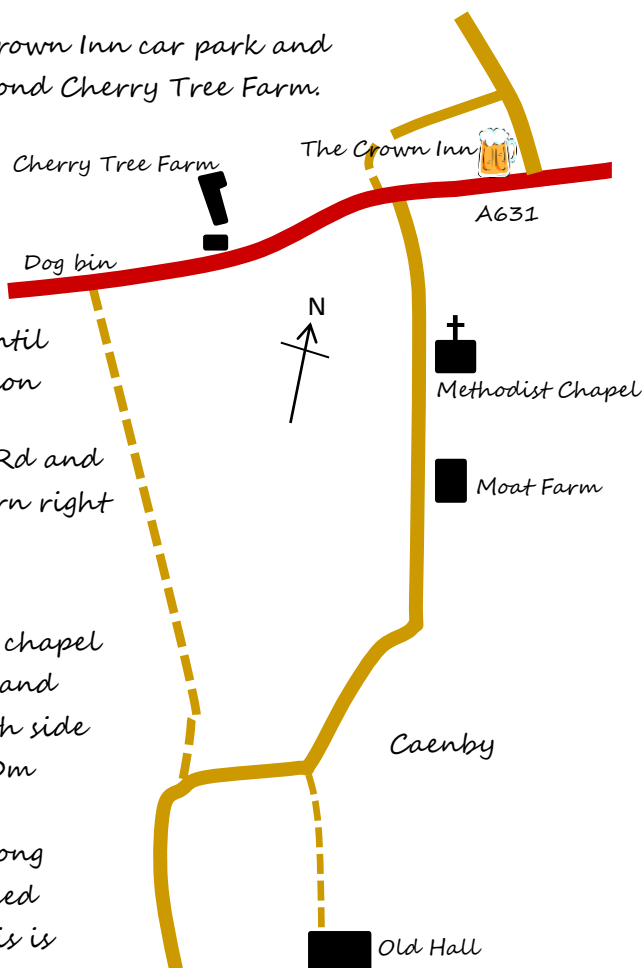 Crown Inn car park and
ond Cherry Tree Farm.
The Crown Inn
Cherry Tree Farm
A631
Dog bin
N
ntil
on
Methodist Chapel
Rd and
Moat Farm
rn right
chapel
and
h side
Caenby
0m
ong
ed
Old Hall
is is